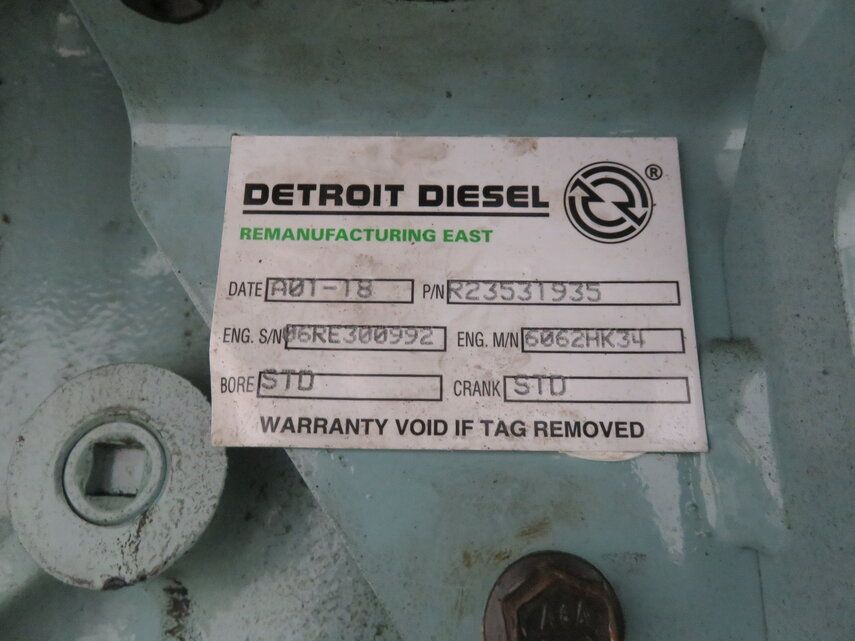 DETROIT DIESEL ®
REMANUFACTURING EAST
DATE A01-18 P/N R23531935
ENG. S/N 06RE300992 ENG. M/N 6062HK34
BORE STD CRANK STD
WARRANTY VOID IF TAG REMOVED